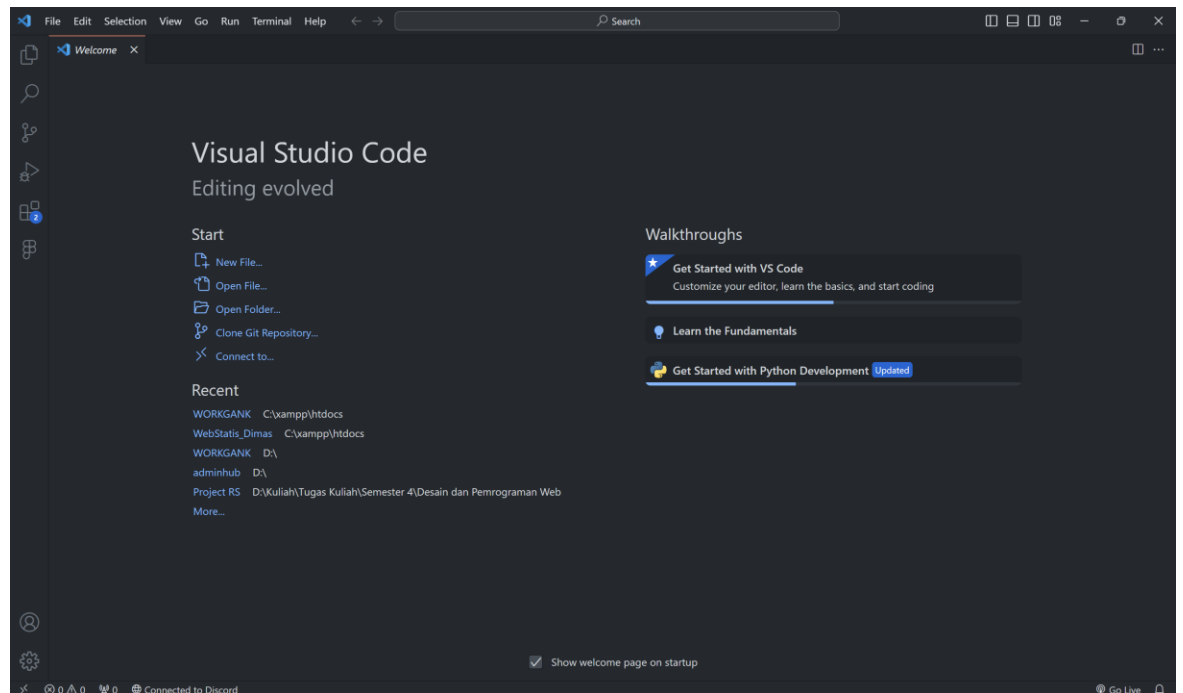 File Edit Selection View Go Run Terminal Help
Search
Welcome
Visual Studio Code
Editing evolved
Start
New File...
Open File...
Open Folder...
Clone Git Repository...
Connect to...
Recent
WORKGANK C:\xampp\htdocs
WebStatis_Dimas C:\xampp\htdocs
WORKGANK D:\
adminhub D:\
Project RS D:\Kuliah\Tugas Kuliah\Semester 4\Desain dan Pemrograman Web
More...
Walkthroughs
Get Started with VS Code
Customize your editor, learn the basics, and start coding
Learn the Fundamentals
Get Started with Python Development Updated
2
Show welcome page on startup
0 0 0 Connected to Discord
Go Live